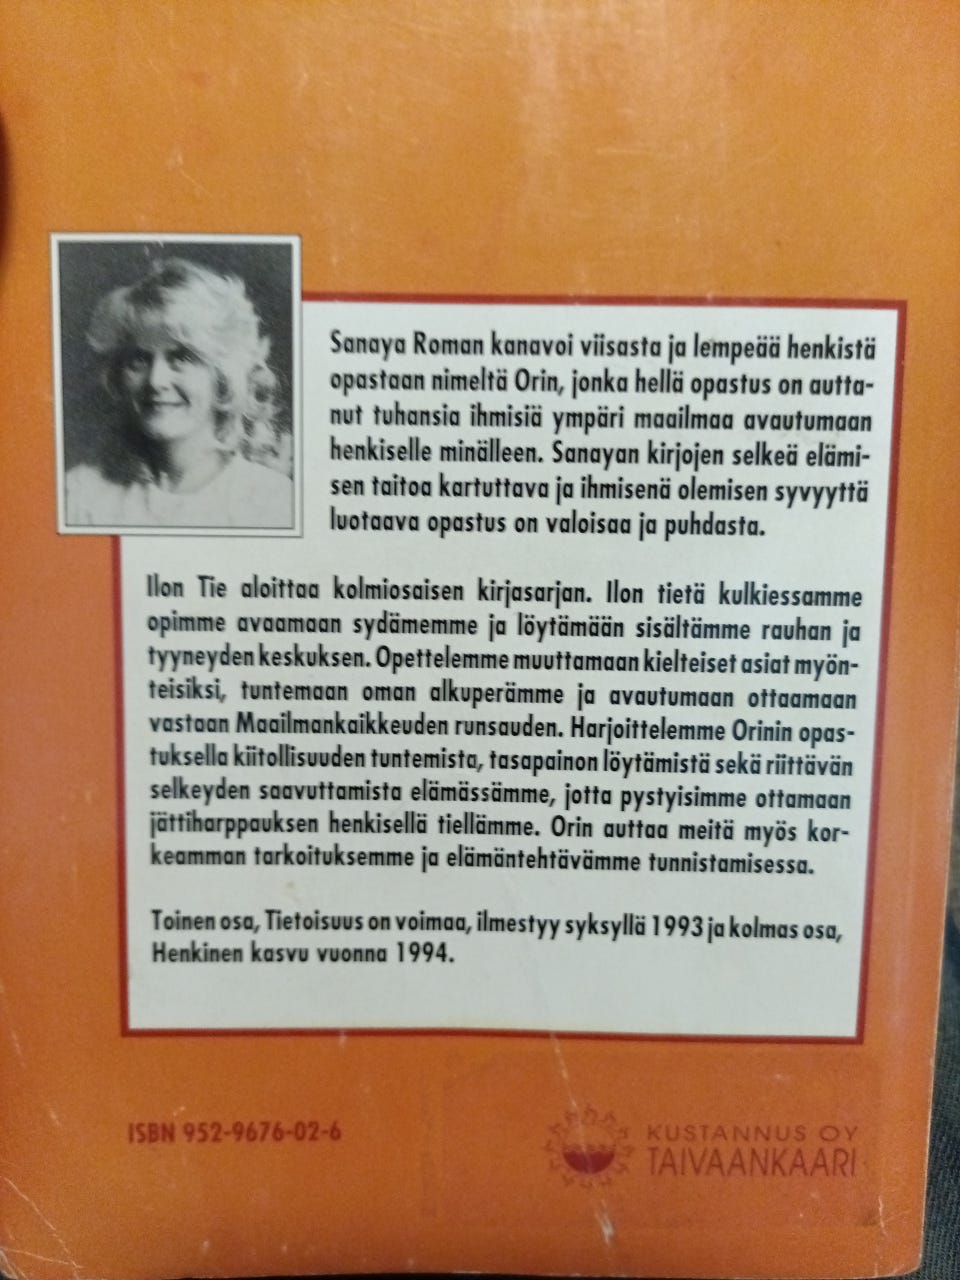 Sanaya Roman kanavoi viisasta ja lempeää henkistä
opastaan nimeltä Orin, jonka hellä opastus on autta-
nut tuhansia ihmisiä ympäri maailmaa avautumaan
henkiselle minälleen. Sanayan kirjojen selkeä elämi-
sen taitoa kartuttava ja ihmisenä olemisen syvyyttä
luotaava opastus on valoisaa ja puhdasta.
Ilon Tie aloittaa kolmiosaisen kirjasarjan. Ilon tietä kulkiessamme
opimme avaamaan sydämemme ja löytämään sisältämme rauhan ja
tyyneyden keskuksen. Opettelemme muuttamaan kielteiset asiat myön-
teisiksi, tuntemaan oman alkuperämme ja avautumaan ottaamaan
vastaan Maailmankaikkeuden runsauden. Harjoittelemme Orinin opas-
tuksella kiitollisuuden tuntemista, tasapainon löytämistä sekä riittävän
selkeyden saavuttamista elämässämme, jotta pystyisimme ottamaan
jättiharppauksen henkisellä tiellämme. Orin auttaa meitä myös kor-
keamman tarkoituksemme ja elämäntehtävämme tunnistamisessa.
Toinen osa, Tietoisuus on voimaa, ilmestyy syksyllä 1993 ja kolmas osa,
Henkinen kasvu vuonna 1994.
ISBN 952-9676-02-6
KUSTANNUS OY
TAIVAANKAARI